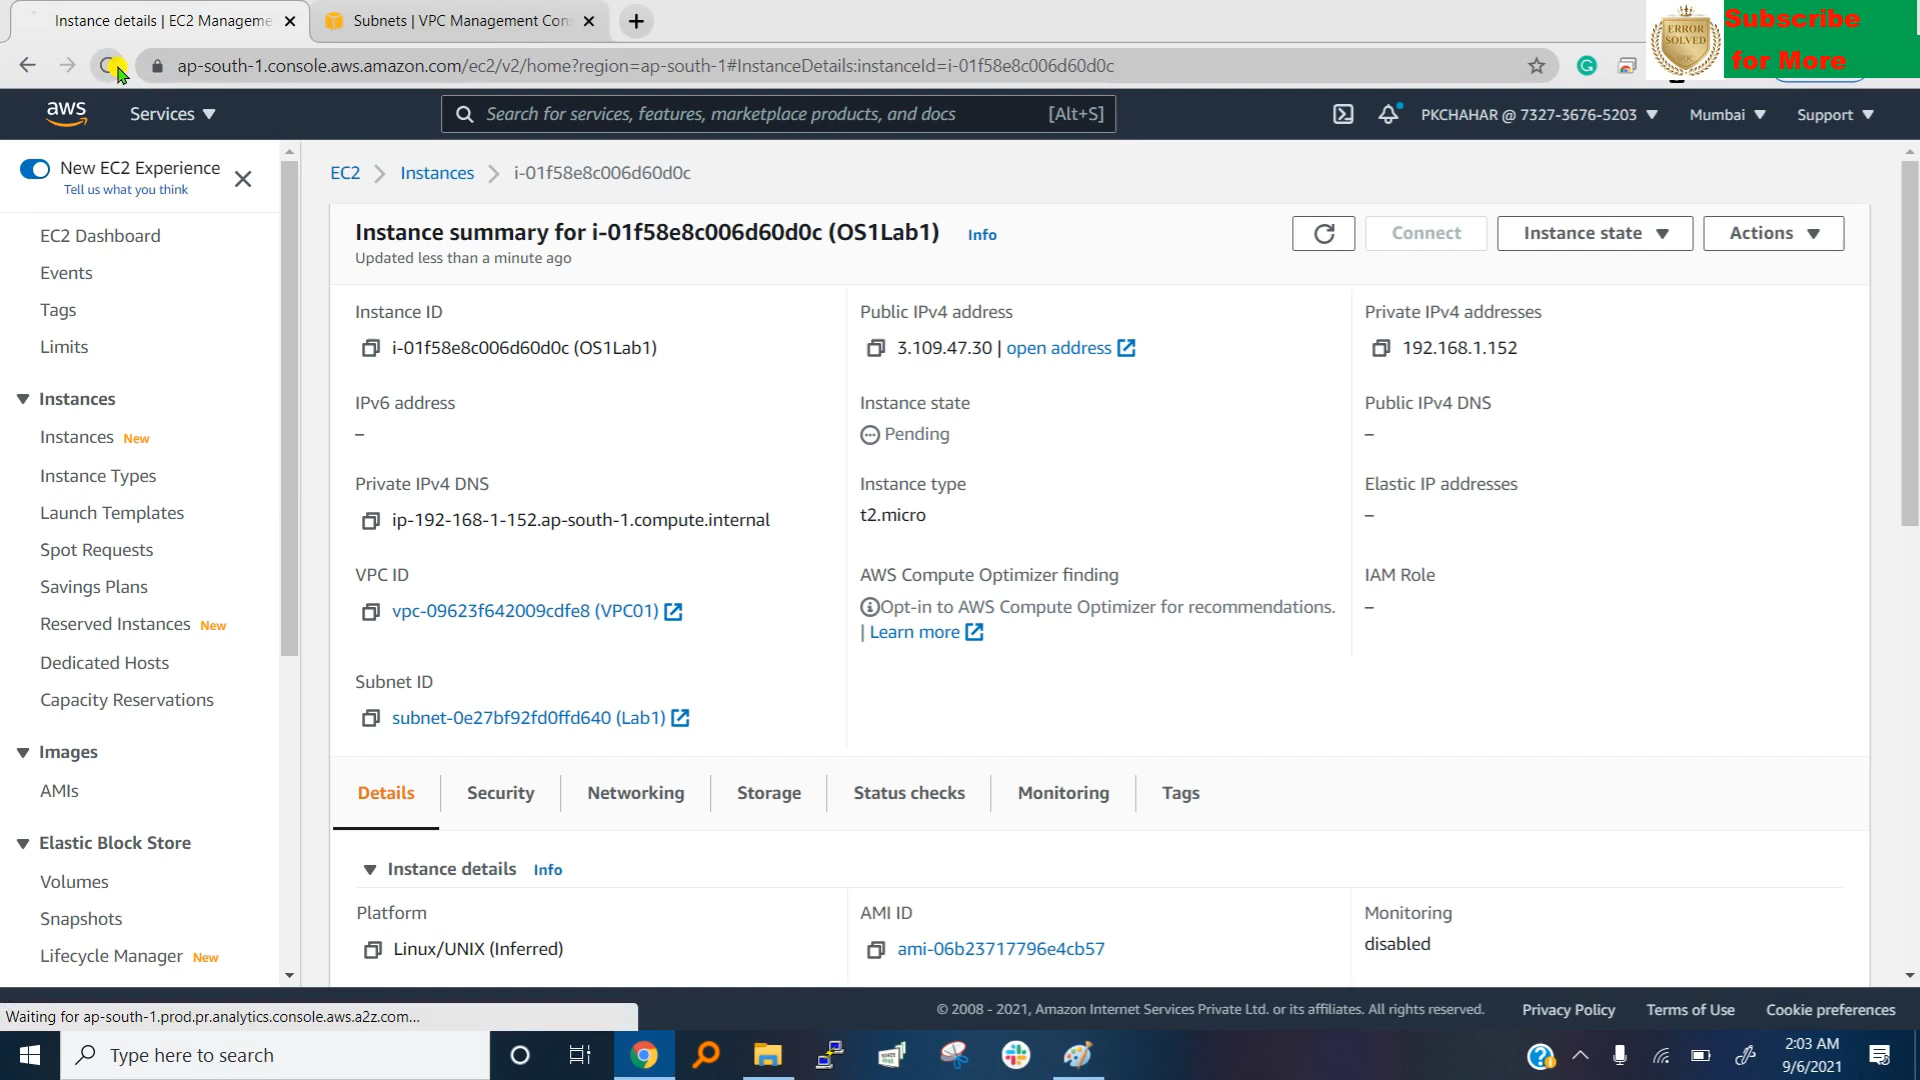 Instance details | EC2 Manageme
Subnets | VPC Management Con
ERROR SOLVED
Subscribe
for More
ap-south-1.console.aws.amazon.com/ec2/v2/home?region=ap-south-1#InstanceDetails:instanceId=i-01f58e8c006d60d0c
aws
Services
Search for services, features, marketplace products, and docs
[Alt+S]
PKCHAHAR @ 7327-3676-5203
Mumbai
Support
New EC2 Experience
Tell us what you think
EC2 Dashboard
Events
Tags
Limits
Instances
Instances New
Instance Types
Launch Templates
Spot Requests
Savings Plans
Reserved Instances New
Dedicated Hosts
Capacity Reservations
Images
AMIs
Elastic Block Store
Volumes
Snapshots
Lifecycle Manager New
EC2 > Instances > i-01f58e8c006d60d0c
Instance summary for i-01f58e8c006d60d0c (OS1Lab1) Info
Updated less than a minute ago
Connect
Instance state
Actions
Instance ID
i-01f58e8c006d60d0c (OS1Lab1)
Public IPv4 address
3.109.47.30 | open address
Private IPv4 addresses
192.168.1.152
IPv6 address
–
Instance state
Pending
Public IPv4 DNS
–
Private IPv4 DNS
ip-192-168-1-152.ap-south-1.compute.internal
Instance type
t2.micro
Elastic IP addresses
–
VPC ID
vpc-09623f642009cdfe8 (VPC01)
AWS Compute Optimizer finding
Opt-in to AWS Compute Optimizer for recommendations.
| Learn more
IAM Role
–
Subnet ID
subnet-0e27bf92fd0ffd640 (Lab1)
Details
Security
Networking
Storage
Status checks
Monitoring
Tags
Instance details Info
Platform
Linux/UNIX (Inferred)
AMI ID
ami-06b23717796e4cb57
Monitoring
disabled
Waiting for ap-south-1.prod.pr.analytics.console.aws.a2z.com...
© 2008 - 2021, Amazon Internet Services Private Ltd. or its affiliates. All rights reserved.
Privacy Policy
Terms of Use
Cookie preferences
Type here to search
2:03 AM
9/6/2021